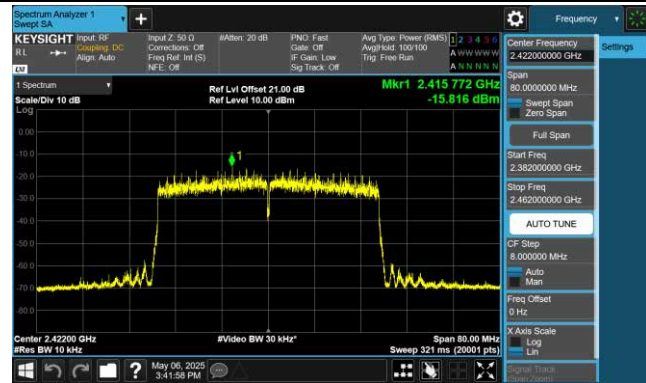 Spectrum Analyzer 1
Swept SA
Frequency
KEYSIGHT
RL
Input: RF
Coupling: DC
Align: Auto
Input Z: 50 Ω
Corrections: Off
Freq Ref: Int (S)
NFE: Off
#Atten: 20 dB
PNO: Fast
Gate: Off
IF Gain: Low
Sig Track: Off
Avg Type: Power (RMS)
Avg|Hold: 100/100
Trig: Free Run
1 2 3 4 5 6
A W W W W W
A N N N N N
1 Spectrum
Scale/Div 10 dB
Log
Ref Lvl Offset 21.00 dB
Ref Level 10.00 dBm
Mkr1 2.415 772 GHz
-15.816 dBm
0.00
-10.0
-20.0
-30.0
-40.0
-50.0
-60.0
-70.0
-80.0
1
Center 2.42200 GHz
#Res BW 10 kHz
#Video BW 30 kHz*
Span 80.00 MHz
Sweep 321 ms (20001 pts)
May 06, 2025
3:41:58 PM
Center Frequency
2.422000000 GHz
Settings
Span
80.0000000 MHz
Swept Span
Zero Span
Full Span
Start Freq
2.382000000 GHz
Stop Freq
2.462000000 GHz
AUTO TUNE
CF Step
8.000000 MHz
Auto
Man
Freq Offset
0 Hz
X Axis Scale
Log
Lin
Signal Track
(Span Zoom)